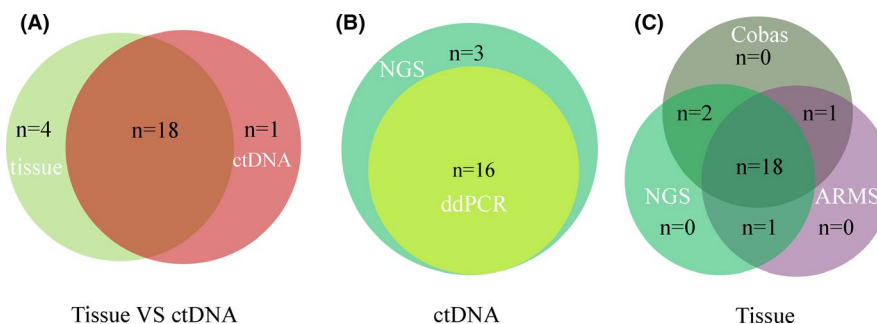 (A)
n=4
n=18
n=1
tissue
ctDNA
Tissue VS ctDNA
(B)
n=3
NGS
n=16
ddPCR
ctDNA
(C)
Cobas
n=0
n=2
n=1
n=18
NGS
ARMS
n=0
n=1
n=0
Tissue